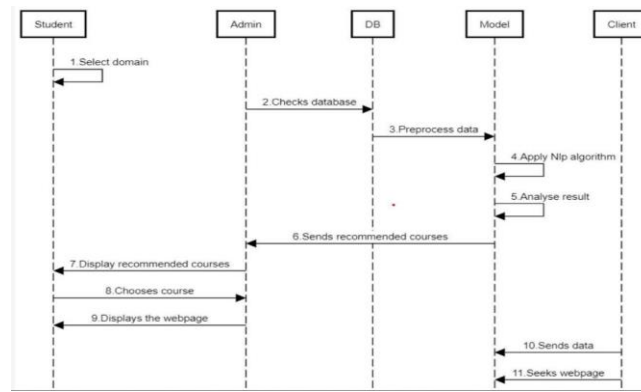 Student Admin DB Model Client
1.Select domain
2.Checks database
3.Preprocess data
4.Apply Nlp algorithm
5.Analyse result
6.Sends recommended courses
7.Display recommended courses
8.Chooses course
9.Displays the webpage
10.Sends data
11.Seeks webpage